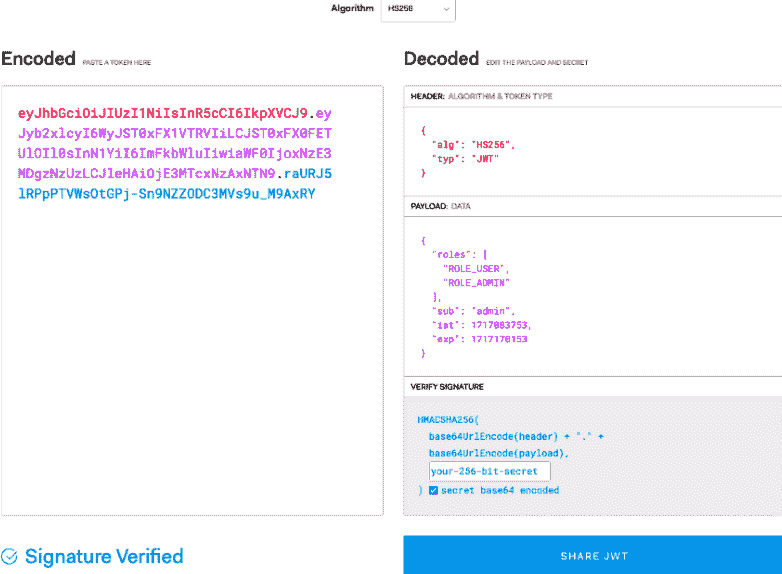 Algorithm HS256
Encoded PASTE A TOKEN HERE
eyJhbGciOiJIUzI1NiIsInR5cCI6IkpXVCJ9.ey
Jyb2xlcyI6WyJST0xFX1VTRVIiLCJST0xFX0FET
UlOIl0sInN1YiI6ImFkbWluIiwiaWF0IjoxNzE3
MDgzNzUzLCJleHAiOjE3MTcxNzAxNTN9.raURJ5
lRPpPTVWsOtGPj-Sn9NZZODC3MVs9u_M9AxRY
Signature Verified
Decoded EDIT THE PAYLOAD AND SECRET
HEADER: ALGORITHM & TOKEN TYPE
{
"alg": "HS256",
"typ": "JWT"
}
PAYLOAD: DATA
{
"roles": [
"ROLE_USER",
"ROLE_ADMIN"
],
"sub": "admin",
"iat": 1717083753,
"exp": 1717170153
}
VERIFY SIGNATURE
HMACSHA256(
base64UrlEncode(header) + "." +
base64UrlEncode(payload),
your-256-bit-secret
) secret base64 encoded
SHARE JWT